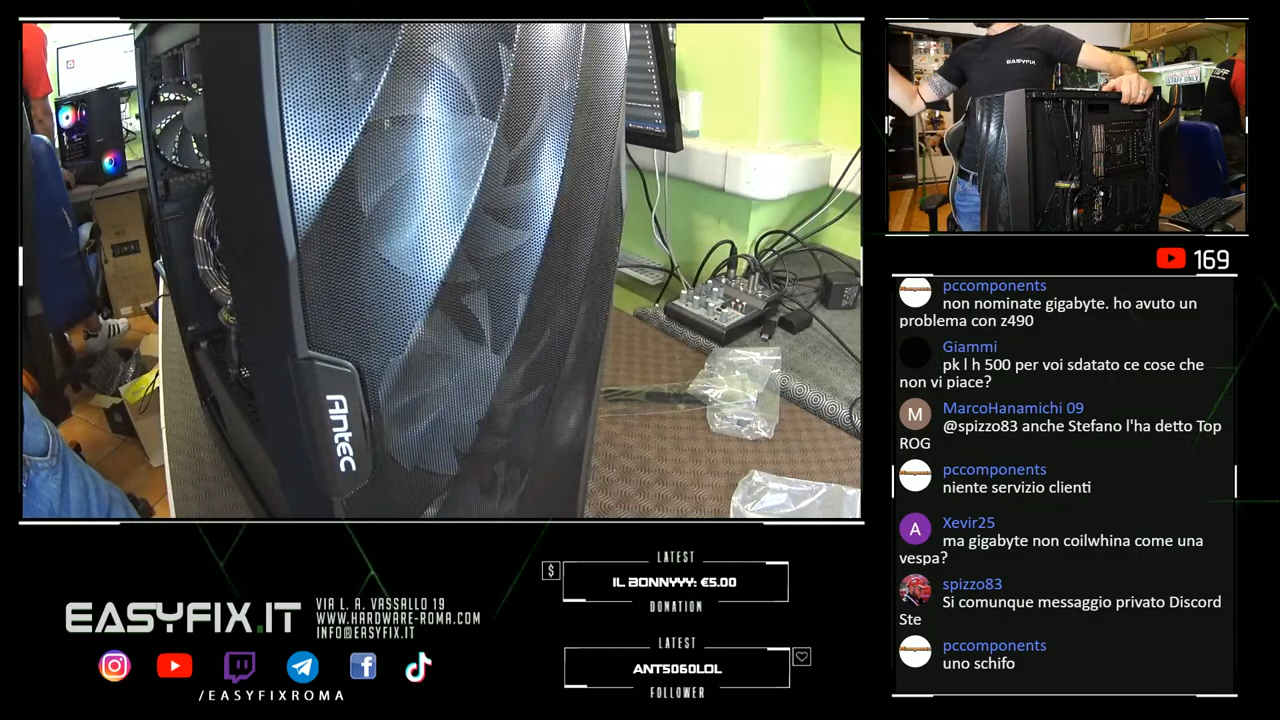 Antec
EASYFIX
STAFF ONLY
169
pccomponents
non nominate gigabyte. ho avuto un
problema con z490
Giammi
pk l h 500 per voi sdatato ce cose che
non vi piace?
MarcoHanamichi 09
@spizzo83 anche Stefano l'ha detto Top
ROG
pccomponents
niente servizio clienti
Xevir25
ma gigabyte non coilwhina come una
vespa?
spizzo83
Si comunque messaggio privato Discord
Ste
pccomponents
uno schifo
LATEST
$
IL BONNYYY: €5.00
DONATION
LATEST
ANT5060LOL
FOLLOWER
EASYFIX.IT
VIA L. A. VASSALLO 19
WWW.HARDWARE-ROMA.COM
INFO@EASYFIX.IT
/EASYFIXROMA